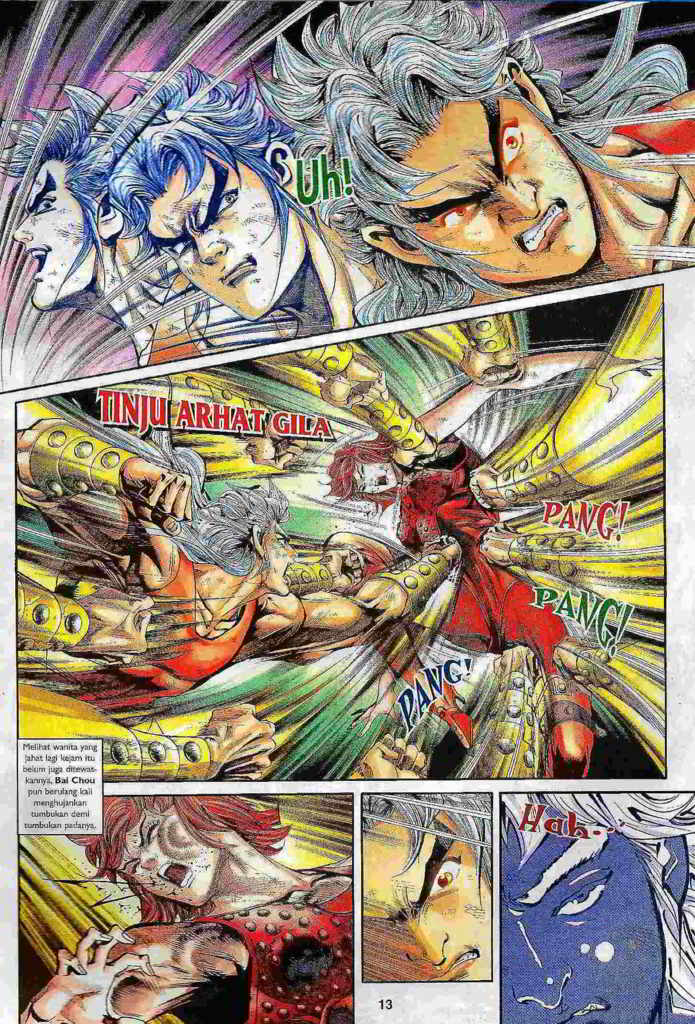 Uh!
TINJU ARHAT GILA
PANG!
PANG!
PANG!
Melihat wanita yang
jahat lagi kejam itu
belum juga ditewas-
kannya, Bai Chou
pun berulang kali
menghujankan
tumbukan demi
tumbukan padanya.
Hah...
13